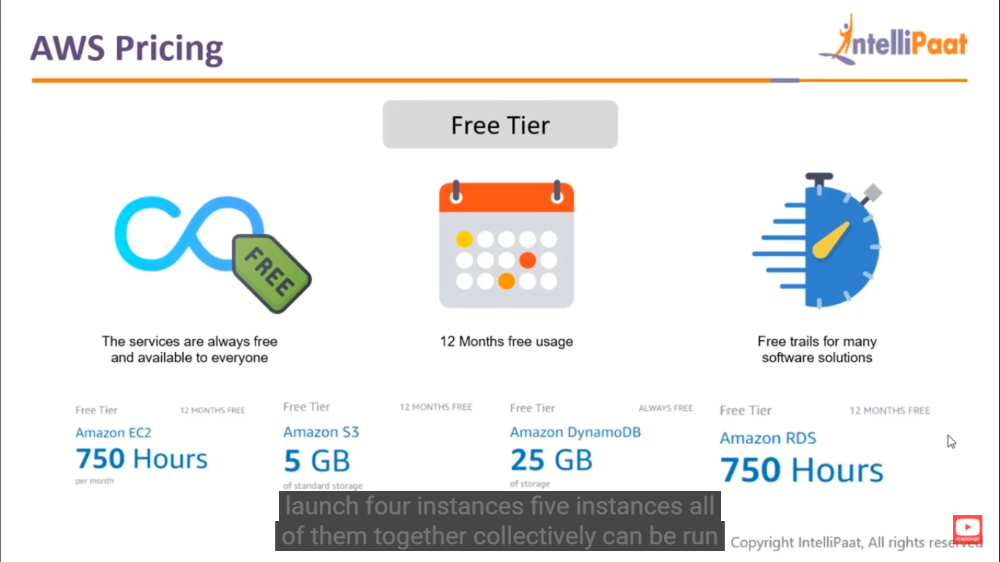 AWS Pricing
IntelliPaat
Free Tier
FREE
The services are always free
and available to everyone
12 Months free usage
Free trails for many
software solutions
Free Tier 12 MONTHS FREE
Amazon EC2
750 Hours
per month
Free Tier 12 MONTHS FREE
Amazon S3
5 GB
of standard storage
Free Tier ALWAYS FREE
Amazon DynamoDB
25 GB
of storage
Free Tier 12 MONTHS FREE
Amazon RDS
750 Hours
launch four instances five instances all
of them together collectively can be run
Copyright IntelliPaat, All rights reserved
SUBSCRIBE